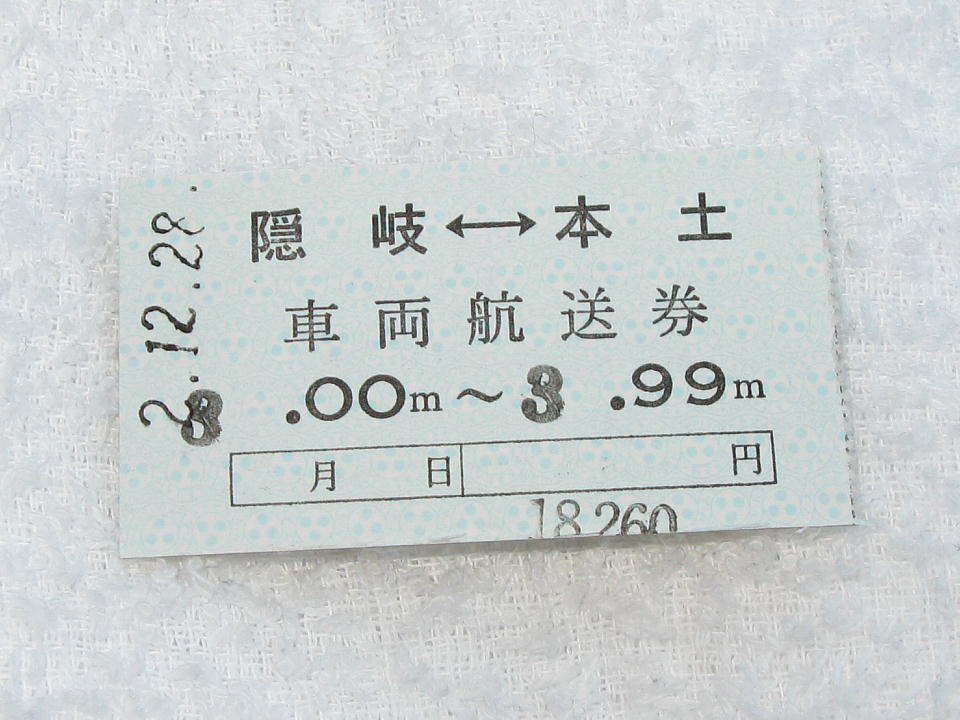 2.12.28.
隠岐↔本土
車両航送券
3.00m～3.99m
月 日 円
18,260